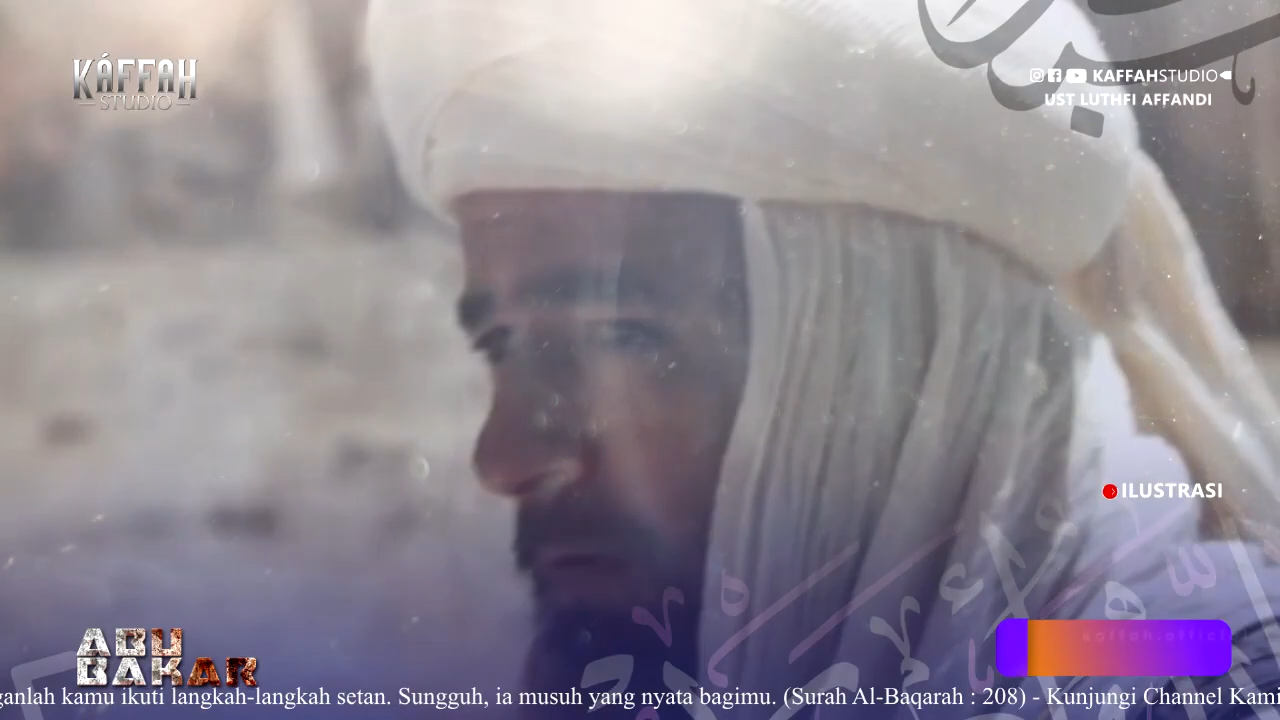 KÁFFAH
STUDIO
KAFFAHSTUDIO
UST LUTHFI AFFANDI
ILUSTRASI
ABU
BAKAR
ganlah kamu ikuti langkah-langkah setan. Sungguh, ia musuh yang nyata bagimu. (Surah Al-Baqarah : 208) - Kunjungi Channel Kami